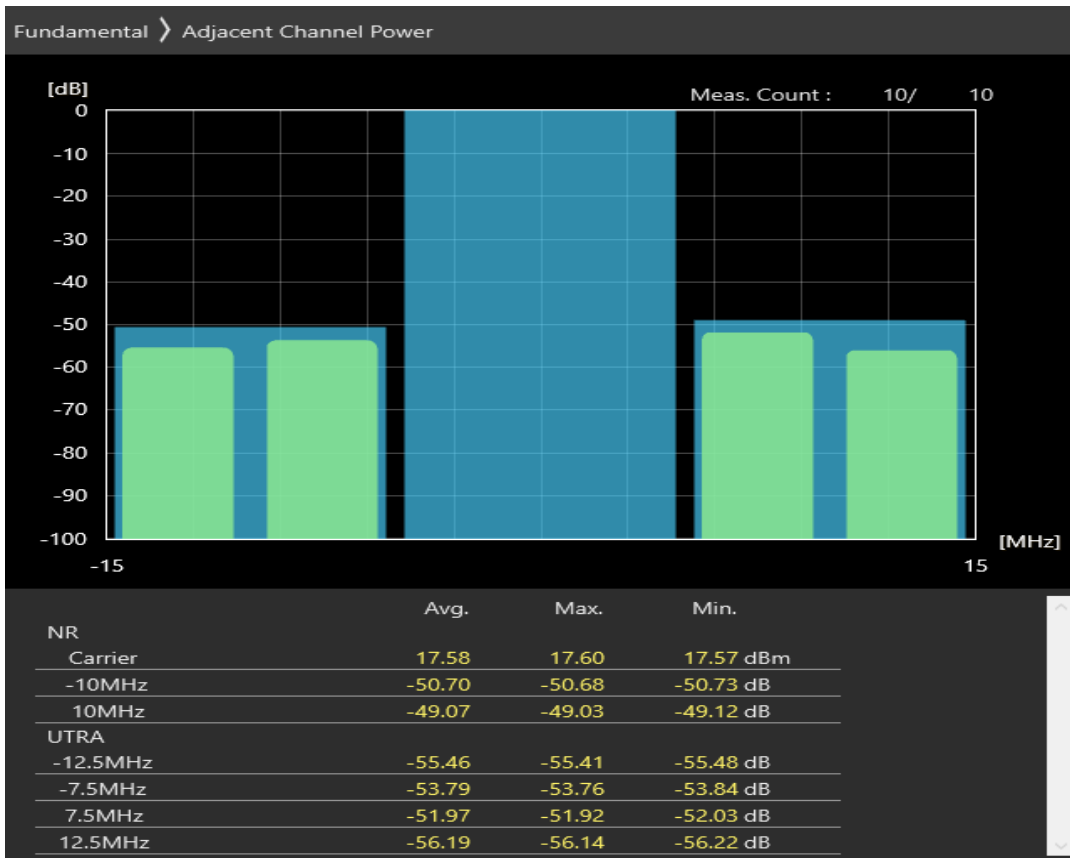 Fundamental 〉 Adjacent Channel Power
[dB]
Meas. Count : 10/ 10
0
-10
-20
-30
-40
-50
-60
-70
-80
-90
-100
[MHz]
-15 15
Avg. Max. Min.
NR
Carrier 17.58 17.60 17.57 dBm
-10MHz -50.70 -50.68 -50.73 dB
10MHz -49.07 -49.03 -49.12 dB
UTRA
-12.5MHz -55.46 -55.41 -55.48 dB
-7.5MHz -53.79 -53.76 -53.84 dB
7.5MHz -51.97 -51.92 -52.03 dB
12.5MHz -56.19 -56.14 -56.22 dB